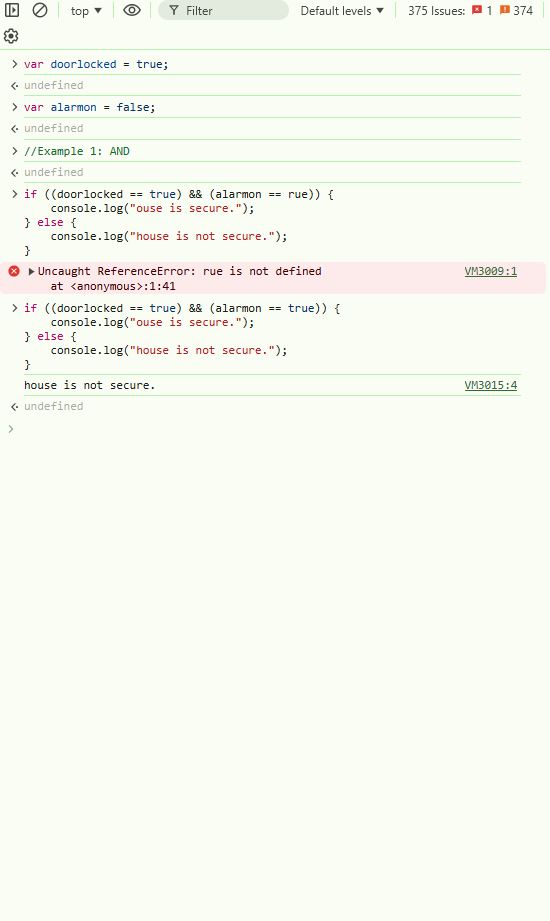 top ▼ Filter Default levels ▼ 375 Issues: 1 374
var doorlocked = true;
undefined
var alarmon = false;
undefined
//Example 1: AND
undefined
if ((doorlocked == true) && (alarmon == rue)) {
    console.log("ouse is secure.");
} else {
    console.log("house is not secure.");
}
Uncaught ReferenceError: rue is not defined VM3009:1
    at <anonymous>:1:41
if ((doorlocked == true) && (alarmon == true)) {
    console.log("ouse is secure.");
} else {
    console.log("house is not secure.");
}
house is not secure. VM3015:4
undefined